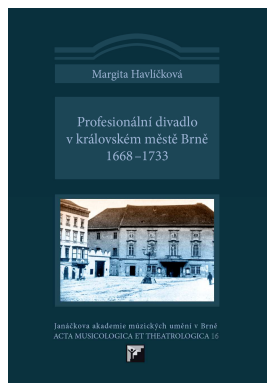 Margita Havlíčková
Profesionální divadlo
v královském městě Brně
1668–1733
Janáčkova akademie múzických umění v Brně
ACTA MUSICOLOGICA ET THEATROLOGICA 16